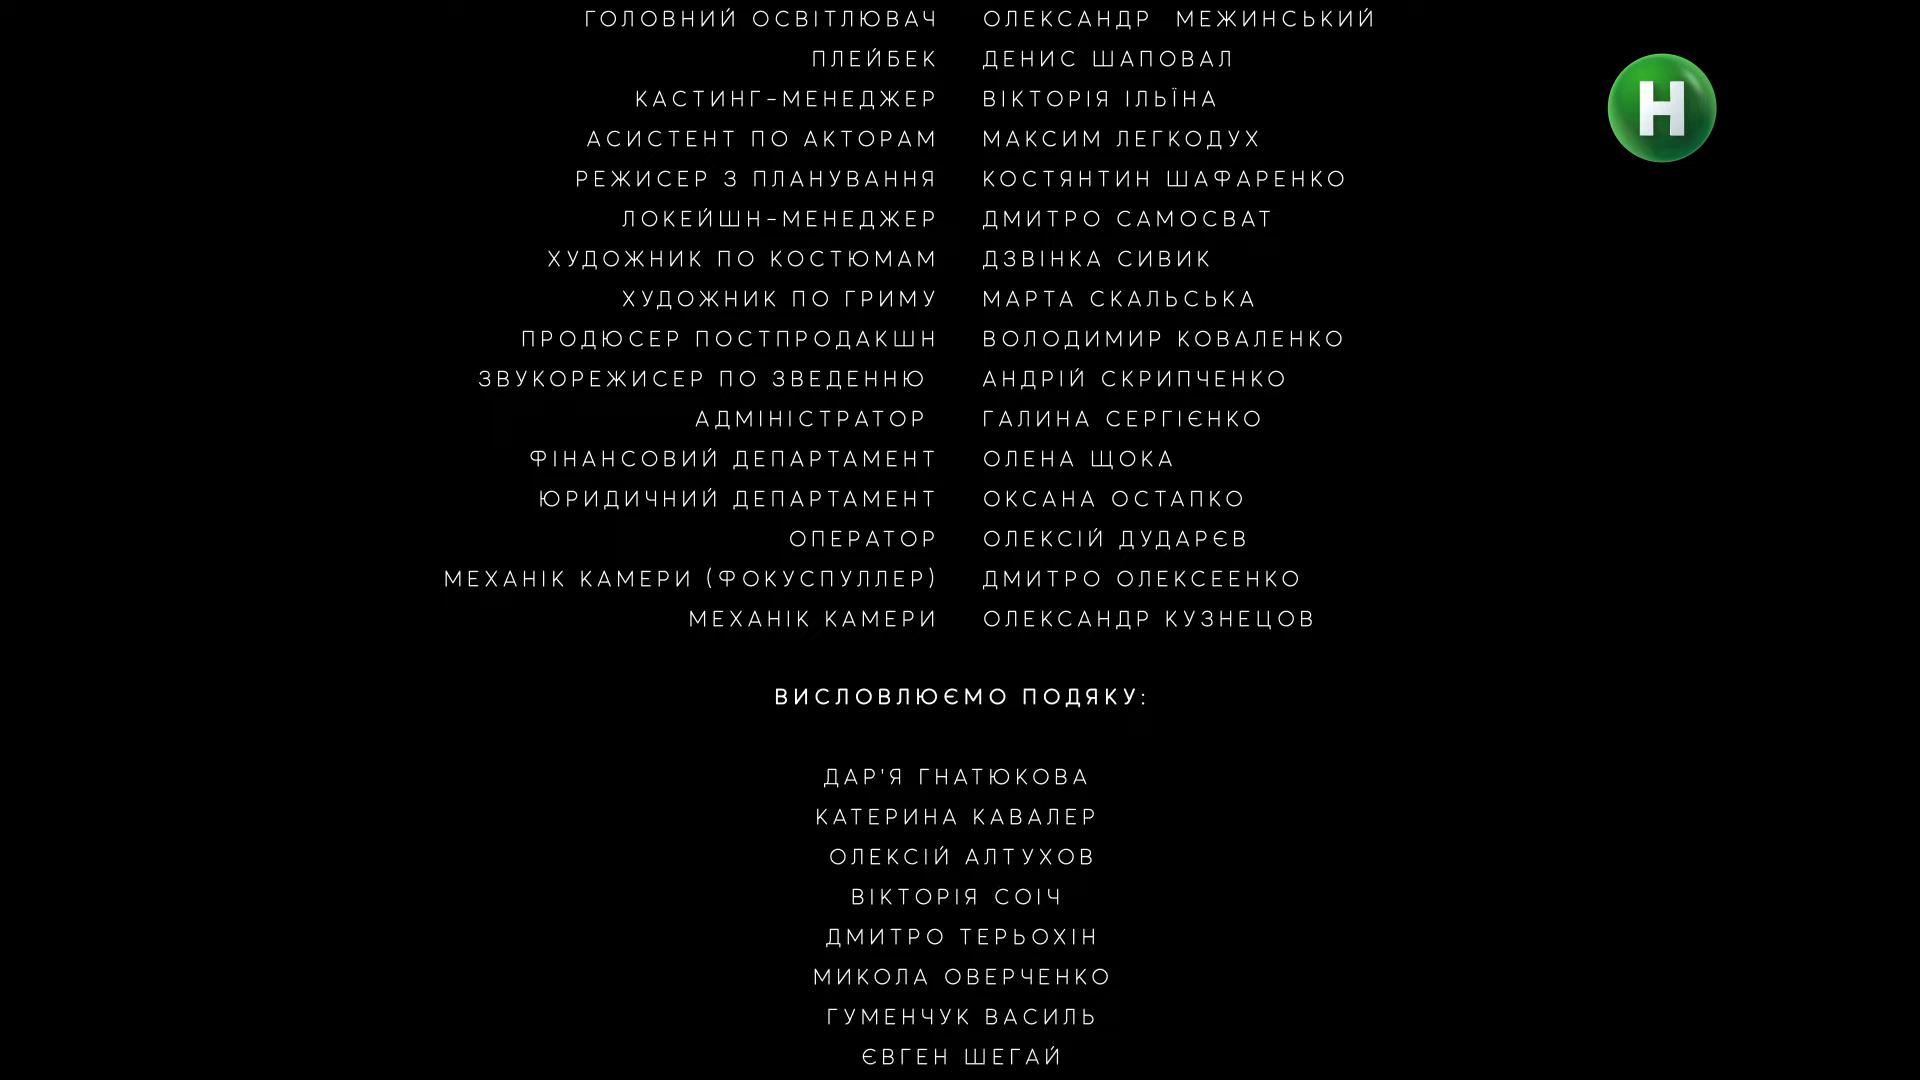 ГОЛОВНИЙ ОСВІТЛЮВАЧ ОЛЕКСАНДР МЕЖИНСЬКИЙ
ПЛЕЙБЕК ДЕНИС ШАПОВАЛ
КАСТИНГ-МЕНЕДЖЕР ВІКТОРІЯ ІЛЬЇНА
АСИСТЕНТ ПО АКТОРАМ МАКСИМ ЛЕГКОДУХ
РЕЖИСЕР З ПЛАНУВАННЯ КОСТЯНТИН ШАФАРЕНКО
ЛОКЕЙШН-МЕНЕДЖЕР ДМИТРО САМОСВАТ
ХУДОЖНИК ПО КОСТЮМАМ ДЗВІНКА СИВИК
ХУДОЖНИК ПО ГРИМУ МАРТА СКАЛЬСЬКА
ПРОДЮСЕР ПОСТПРОДАКШН ВОЛОДИМИР КОВАЛЕНКО
ЗВУКОРЕЖИСЕР ПО ЗВЕДЕННЮ АНДРІЙ СКРИПЧЕНКО
АДМІНІСТРАТОР ГАЛИНА СЕРГІЄНКО
ФІНАНСОВИЙ ДЕПАРТАМЕНТ ОЛЕНА ЩОКА
ЮРИДИЧНИЙ ДЕПАРТАМЕНТ ОКСАНА ОСТАПКО
ОПЕРАТОР ОЛЕКСІЙ ДУДАРЄВ
МЕХАНІК КАМЕРИ (ФОКУСПУЛЛЕР) ДМИТРО ОЛЕКСЕЕНКО
МЕХАНІК КАМЕРИ ОЛЕКСАНДР КУЗНЕЦОВ
ВИСЛОВЛЮЄМО ПОДЯКУ:
ДАР'Я ГНАТЮКОВА
КАТЕРИНА КАВАЛЕР
ОЛЕКСІЙ АЛТУХОВ
ВІКТОРІЯ СОІЧ
ДМИТРО ТЕРЬОХІН
МИКОЛА ОВЕРЧЕНКО
ГУМЕНЧУК ВАСИЛЬ
ЄВГЕН ШЕГАЙ
Н